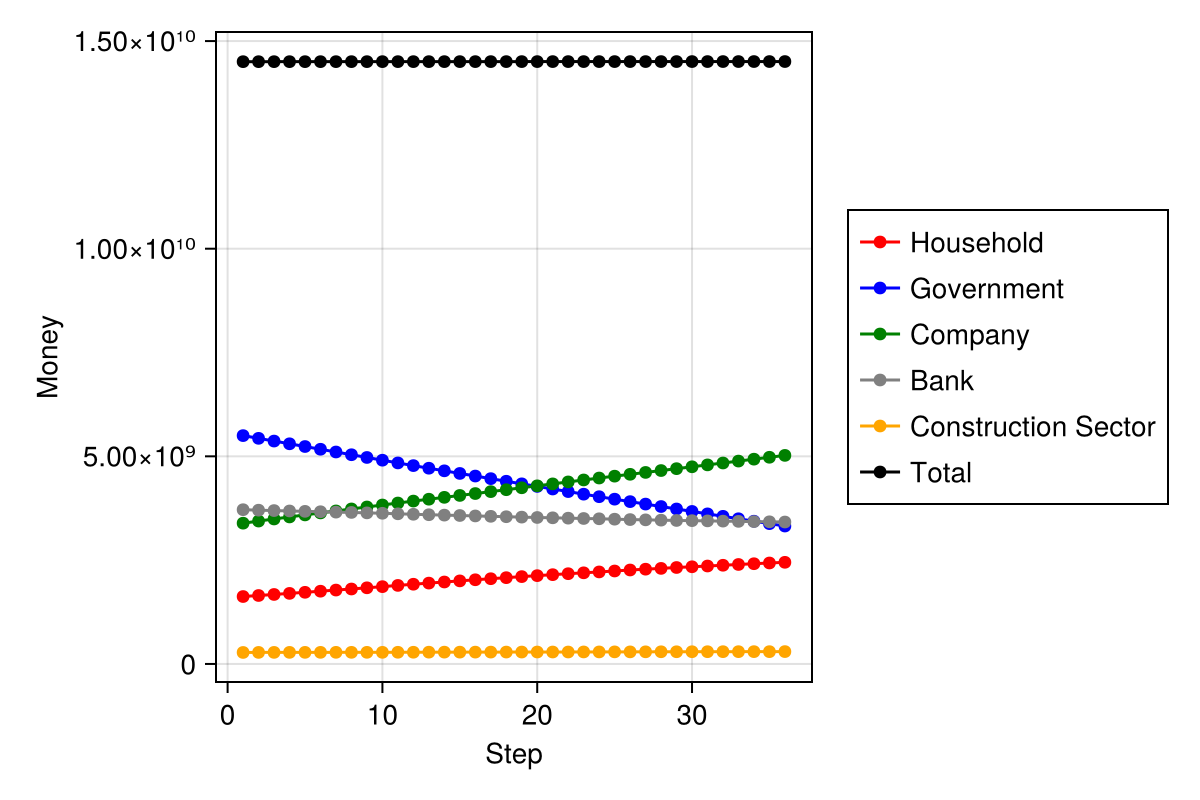 1.50×10¹⁰
1.00×10¹⁰
5.00×10⁹
0
Money
0 10 20 30
Step
Household
Government
Company
Bank
Construction Sector
Total